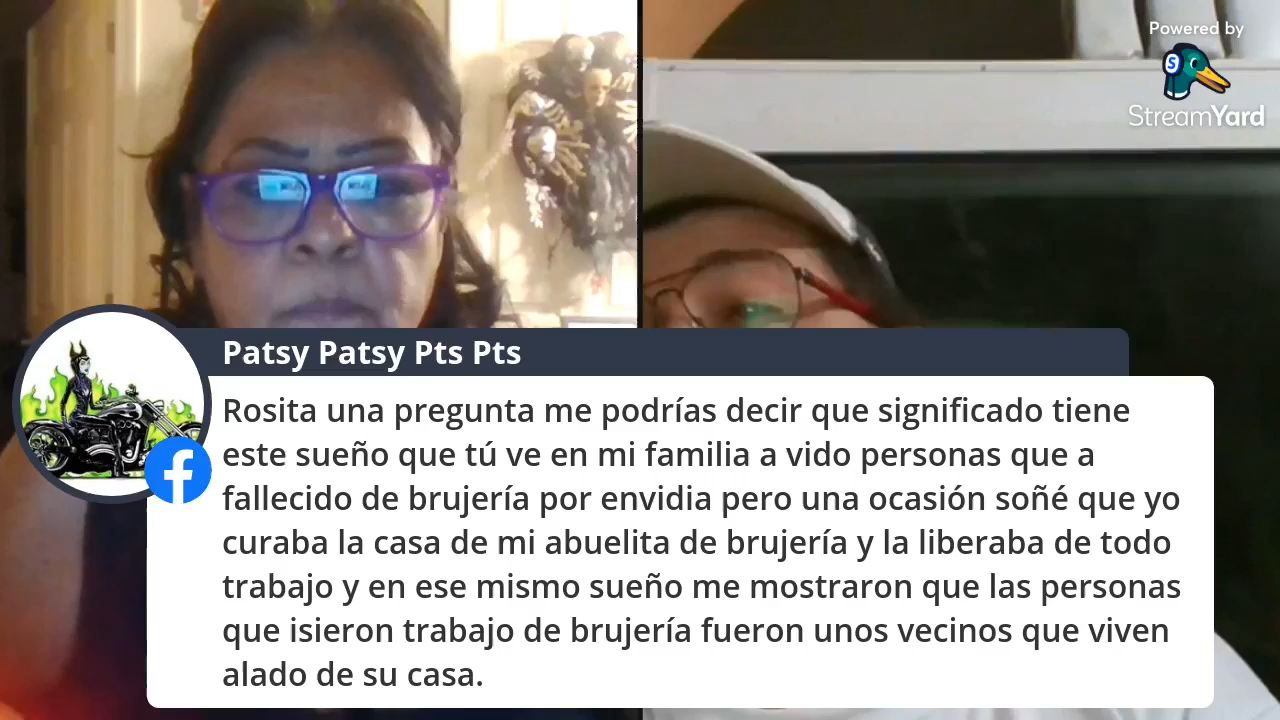 Powered by
StreamYard
Patsy Patsy Pts Pts
Rosita una pregunta me podrías decir que significado tiene
este sueño que tú ve en mi familia a vido personas que a
fallecido de brujería por envidia pero una ocasión soñé que yo
curaba la casa de mi abuelita de brujería y la liberaba de todo
trabajo y en ese mismo sueño me mostraron que las personas
que isieron trabajo de brujería fueron unos vecinos que viven
alado de su casa.